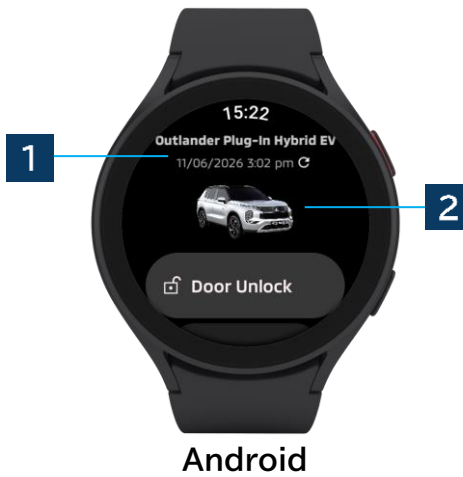 15:22
Outlander Plug-In Hybrid EV
1
11/06/2026 3:02 pm
2
Door Unlock
Android